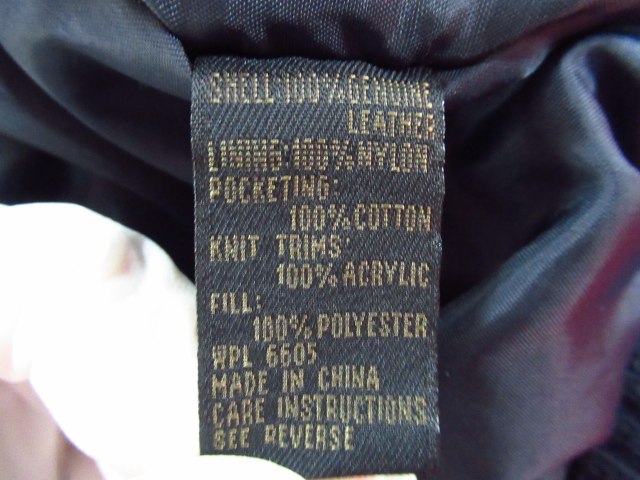 SHELL 100% GENUINE
LEATHER
LINING: 100% NYLON
POCKETING:
100% COTTON
KNIT TRIMS:
100% ACRYLIC
FILL:
100% POLYESTER
WPL 6605
MADE IN CHINA
CARE INSTRUCTIONS
SEE REVERSE